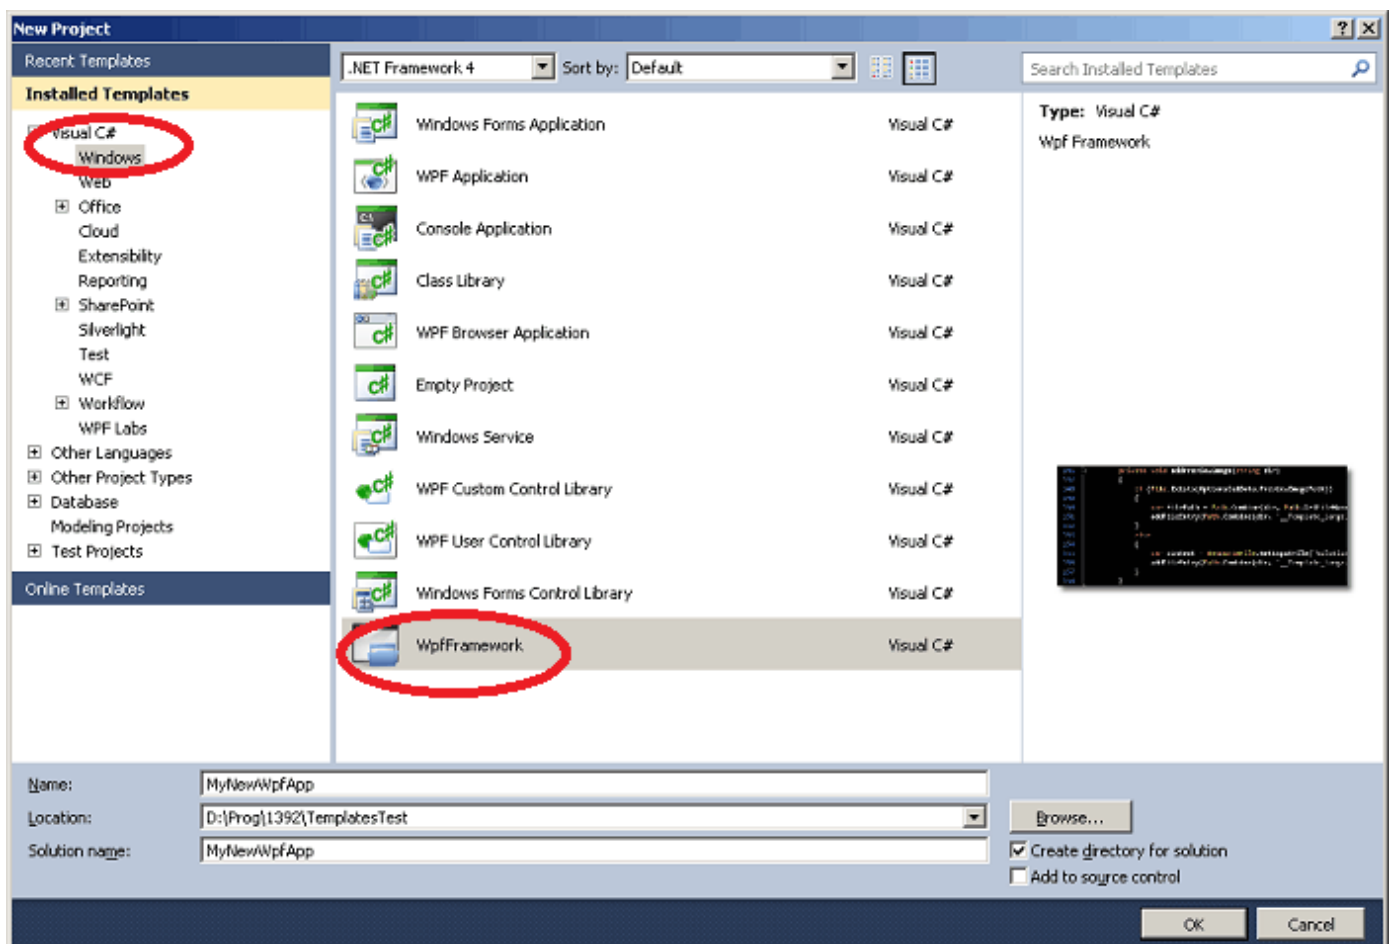 New Project
Recent Templates
Installed Templates
Visual C#
Windows
Web
Office
Cloud
Extensibility
Reporting
SharePoint
Silverlight
Test
WCF
Workflow
WPF Labs
Other Languages
Other Project Types
Database
Modeling Projects
Test Projects
Online Templates
.NET Framework 4 Sort by: Default
Windows Forms Application Visual C#
WPF Application Visual C#
Console Application Visual C#
Class Library Visual C#
WPF Browser Application Visual C#
Empty Project Visual C#
Windows Service Visual C#
WPF Custom Control Library Visual C#
WPF User Control Library Visual C#
Windows Forms Control Library Visual C#
WpfFramework Visual C#
Search Installed Templates
Type: Visual C#
Wpf Framework
Name: MyNewWpfApp
Location: D:\Prog\1392\TemplatesTest
Browse...
Solution name: MyNewWpfApp
Create directory for solution
Add to source control
OK Cancel